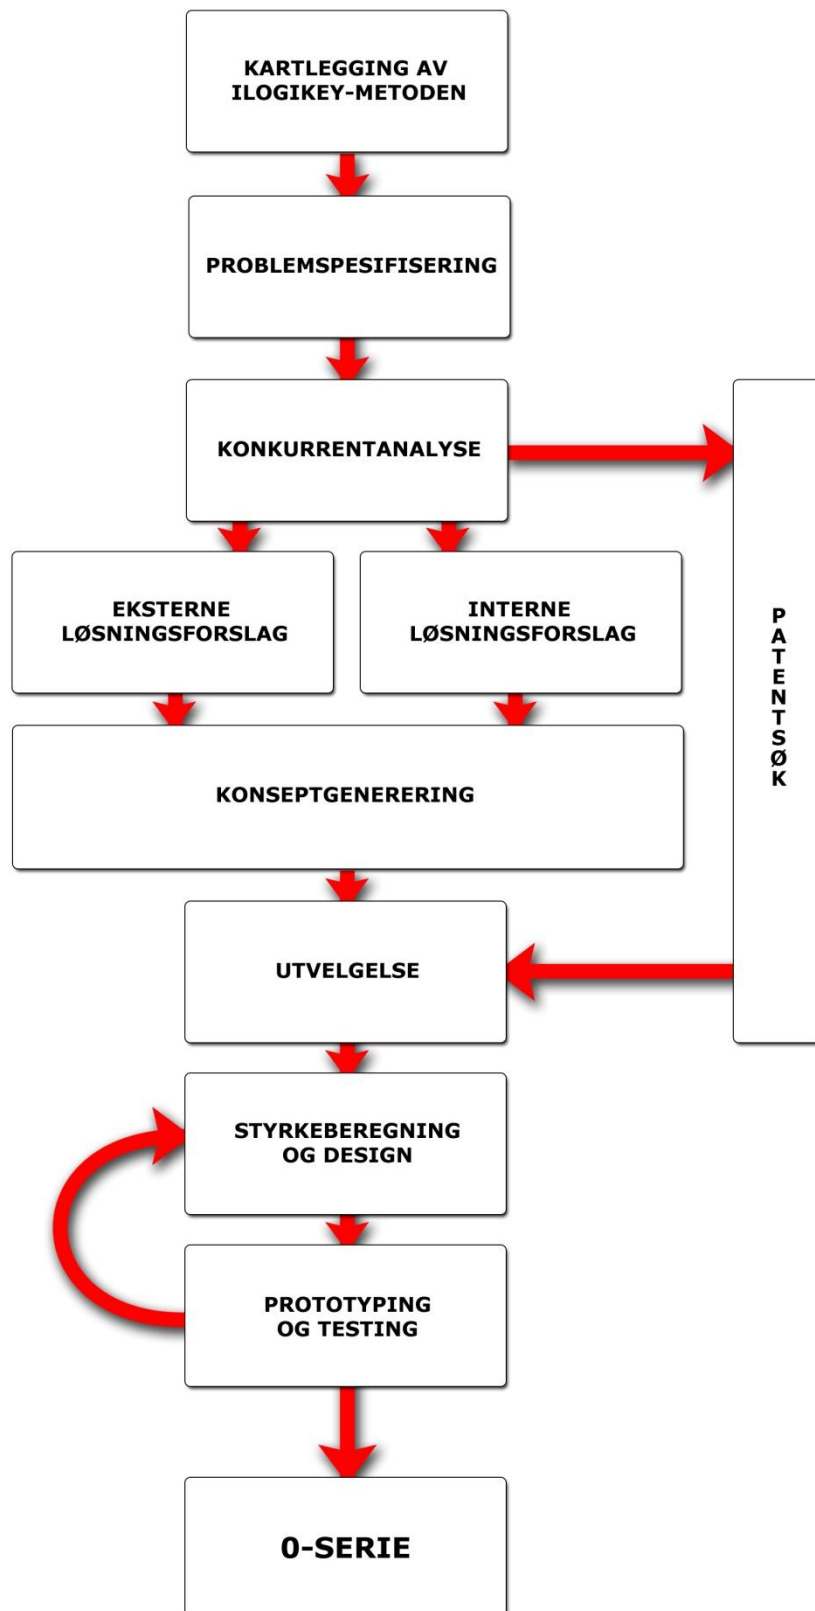 KARTLEGGING AV
ILOGIKEY-METODEN
PROBLEMSPESIFISERING
KONKURRENTANALYSE
EKSTERNE
LØSNINGSFORSLAG
INTERNE
LØSNINGSFORSLAG
PATENTSØK
KONSEPTGENERERING
UTVELGELSE
STYRKEBEREGNING
OG DESIGN
PROTOTYPING
OG TESTING
0-SERIE